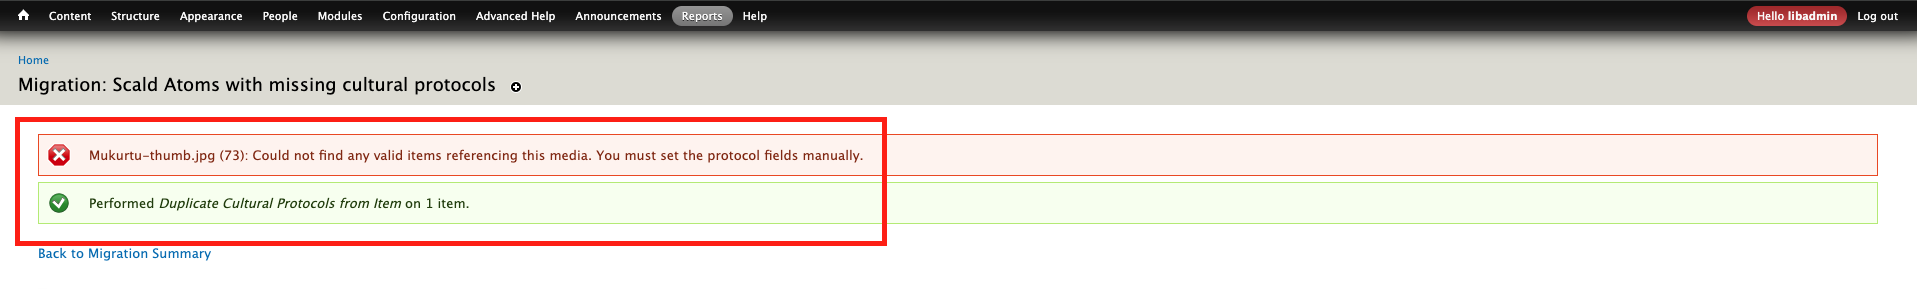 Content Structure Appearance People Modules Configuration Advanced Help Announcements Reports Help Hello libadmin Log out
Home
Migration: Scald Atoms with missing cultural protocols
Mukurtu-thumb.jpg (73): Could not find any valid items referencing this media. You must set the protocol fields manually.
Performed Duplicate Cultural Protocols from Item on 1 item.
Back to Migration Summary